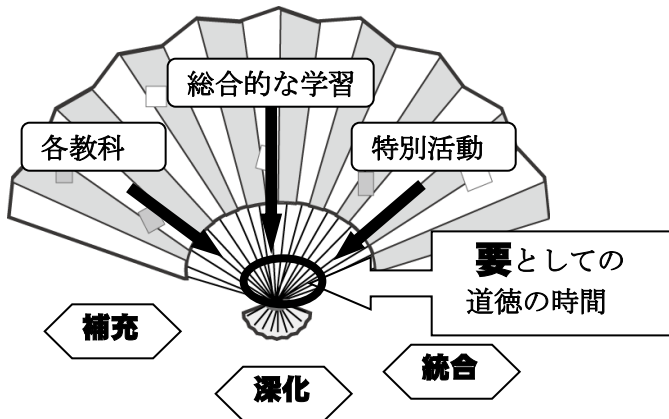 総合的な学習
各教科
特別活動
要としての
道徳の時間
補充
深化
統合